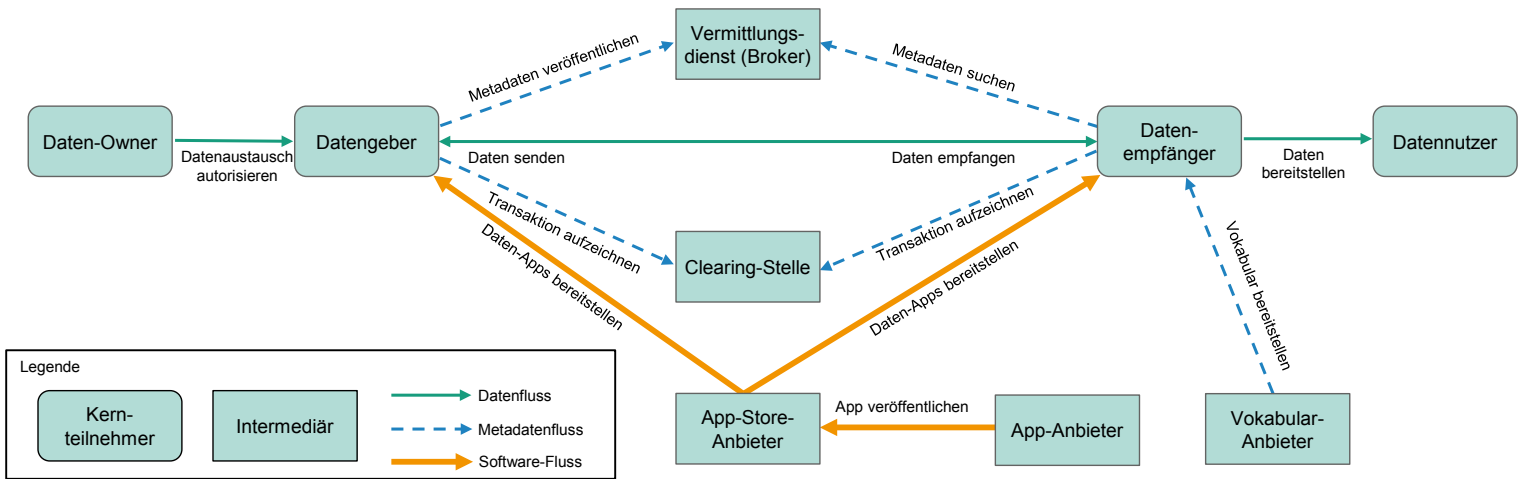 Vermittlungs-
dienst (Broker)
Metadaten veröffentlichen
Metadaten suchen
Daten-Owner
Datenaustausch
autorisieren
Datengeber
Daten senden
Daten empfangen
Daten-
empfänger
Daten
bereitstellen
Datennutzer
Transaktion aufzeichnen
Transaktion aufzeichnen
Clearing-Stelle
Daten-Apps bereitstellen
Daten-Apps bereitstellen
Vokabular bereitstellen
App-Store-
Anbieter
App veröffentlichen
App-Anbieter
Vokabular-
Anbieter
Legende
Kern-
teilnehmer
Intermediär
Datenfluss
Metadatenfluss
Software-Fluss